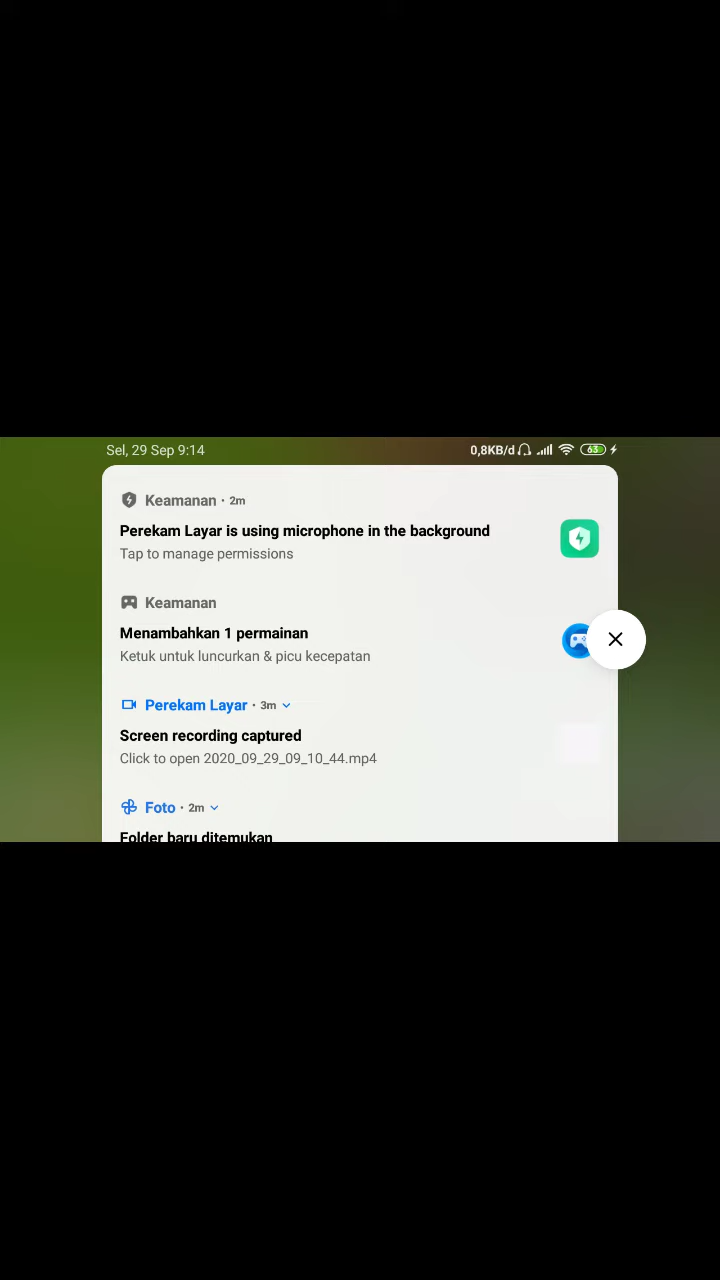 Sel, 29 Sep 9:14
0,8KB/d 63
Keamanan · 2m
Perekam Layar is using microphone in the background
Tap to manage permissions
Keamanan
Menambahkan 1 permainan
Ketuk untuk luncurkan & picu kecepatan
Perekam Layar · 3m
Screen recording captured
Click to open 2020_09_29_09_10_44.mp4
Foto · 2m
Folder baru ditemukan